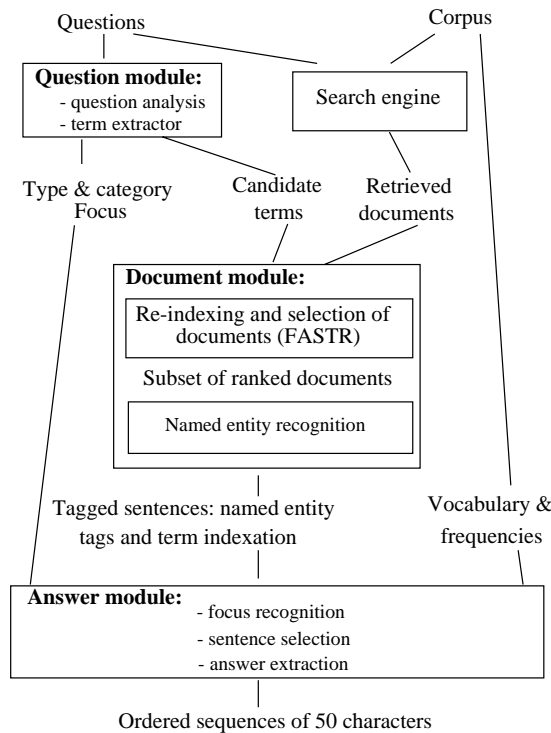 Questions
Corpus
Question module:
- question analysis
- term extractor
Search engine
Type & category
Focus
Candidate
terms
Retrieved
documents
Document module:
Re-indexing and selection of
documents (FASTR)
Subset of ranked documents
Named entity recognition
Tagged sentences: named entity
tags and term indexation
Vocabulary &
frequencies
Answer module:
- focus recognition
- sentence selection
- answer extraction
Ordered sequences of 50 characters